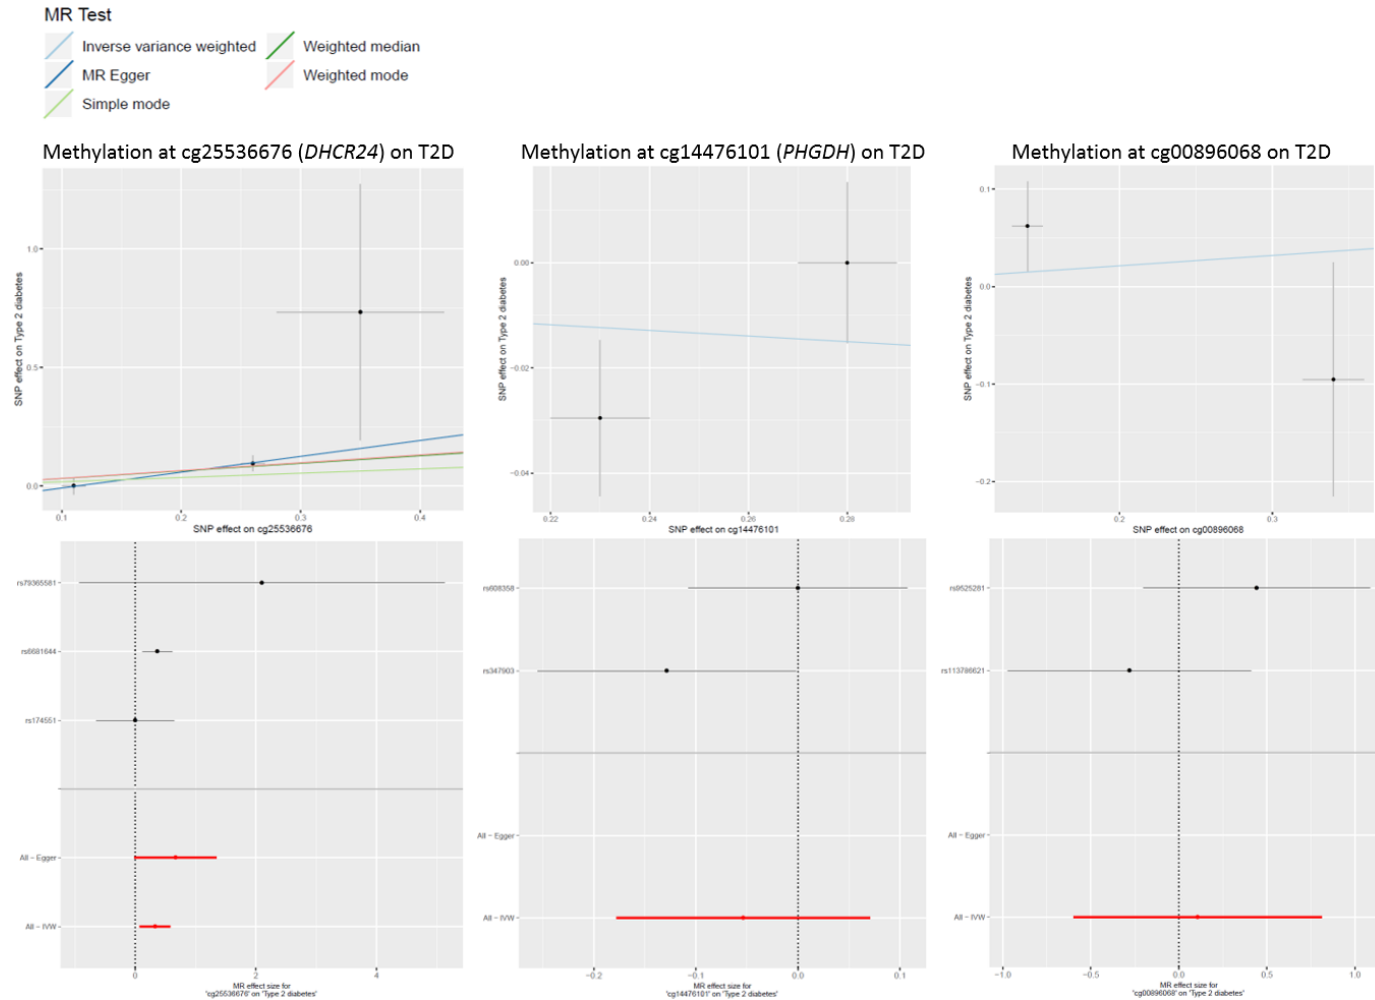 MR Test
Inverse variance weighted
Weighted median
MR Egger
Weighted mode
Simple mode
Methylation at cg25536676 (DHCR24) on T2D
SNP effect on Type 2 diabetes
1.0
0.5
0.0
0.1
0.2
0.3
0.4
SNP effect on cg25536676
Methylation at cg14476101 (PHGDH) on T2D
SNP effect on Type 2 diabetes
0.00
-0.02
-0.04
0.22
0.24
0.26
0.28
SNP effect on cg14476101
Methylation at cg00896068 on T2D
SNP effect on Type 2 diabetes
0.1
0.0
-0.1
-0.2
0.2
0.3
SNP effect on cg00896068
rs79365581
rs6681644
rs174551
All - Egger
All - IVW
0
2
4
MR effect size for
'cg25536676' on 'Type 2 diabetes'
rs608358
rs347903
All - Egger
All - IVW
-0.2
-0.1
0.0
0.1
MR effect size for
'cg14476101' on 'Type 2 diabetes'
rs9525281
rs113786621
All - Egger
All - IVW
-1.0
-0.5
0.0
0.5
1.0
MR effect size for
'cg00896068' on 'Type 2 diabetes'